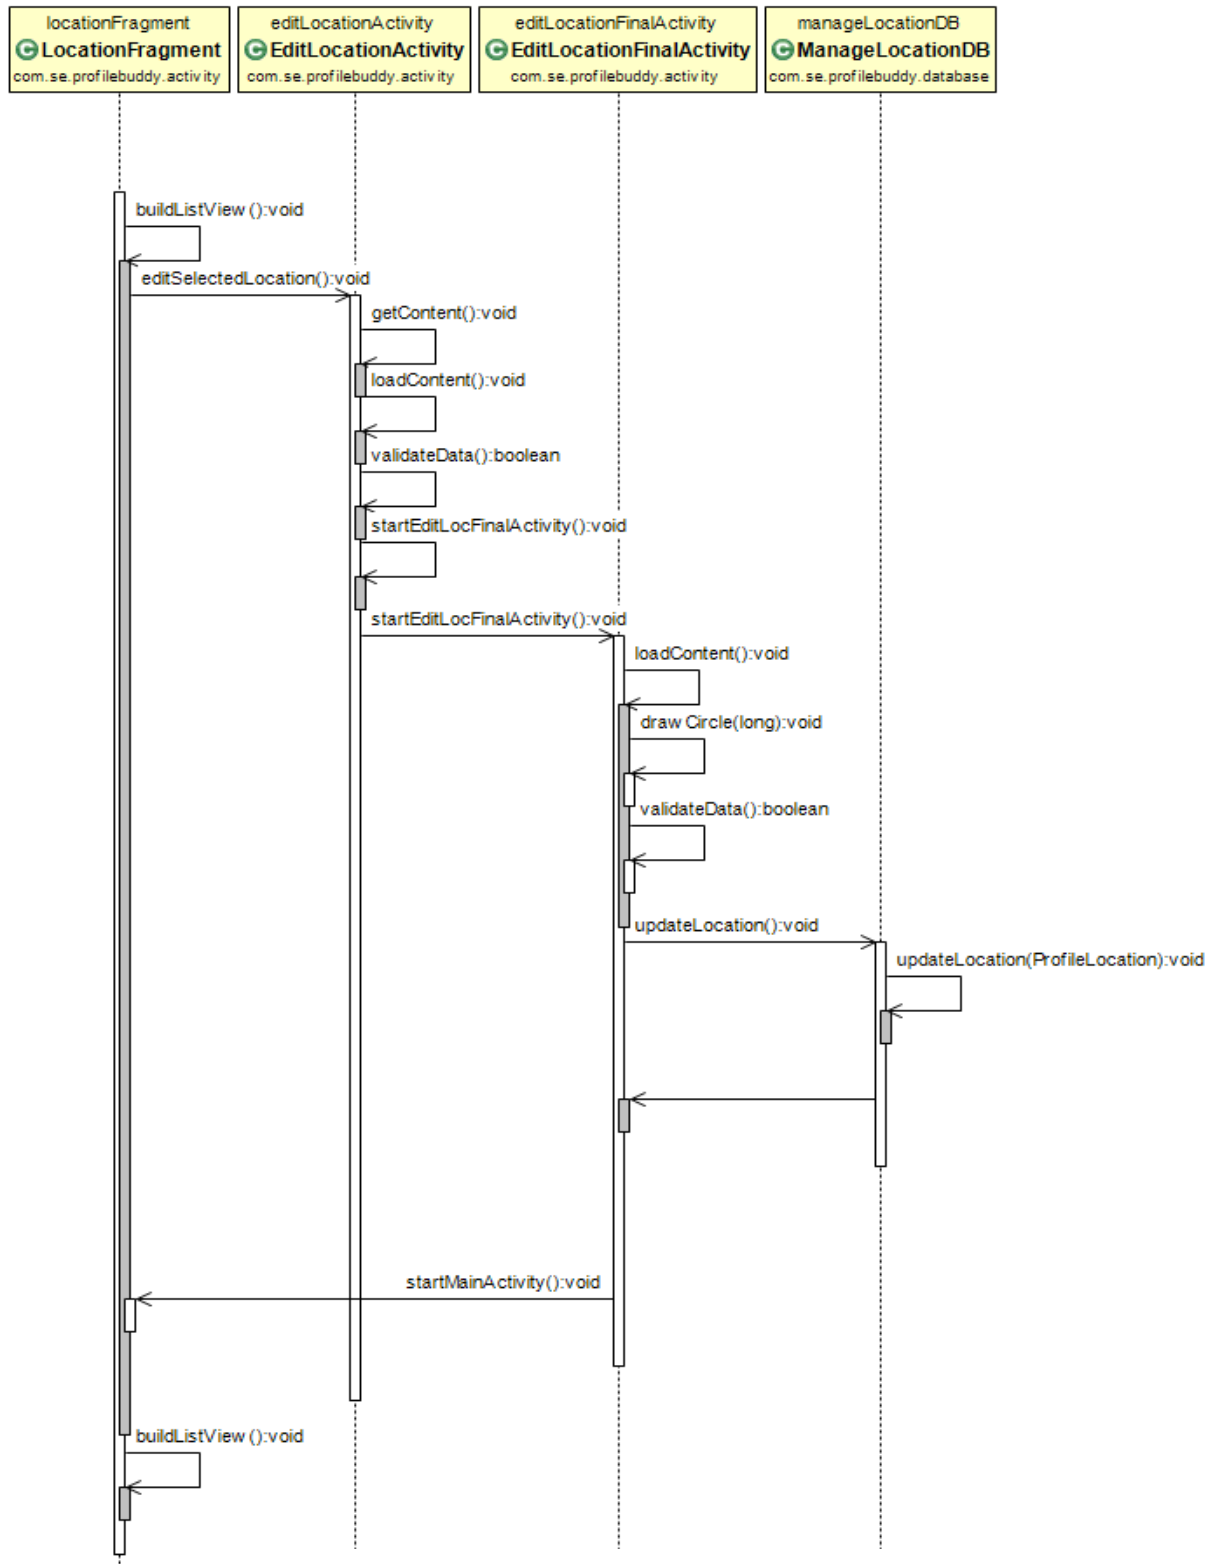 locationFragment
LocationFragment
com.se.profilebuddy.activity
editLocationActivity
EditLocationActivity
com.se.profilebuddy.activity
editLocationFinalActivity
EditLocationFinalActivity
com.se.profilebuddy.activity
manageLocationDB
ManageLocationDB
com.se.profilebuddy.database
buildListView():void
editSelectedLocation():void
getContent():void
loadContent():void
validateData():boolean
startEditLocFinalActivity():void
startEditLocFinalActivity():void
loadContent():void
drawCircle(long):void
validateData():boolean
updateLocation():void
updateLocation(ProfileLocation):void
startMainActivity():void
buildListView():void